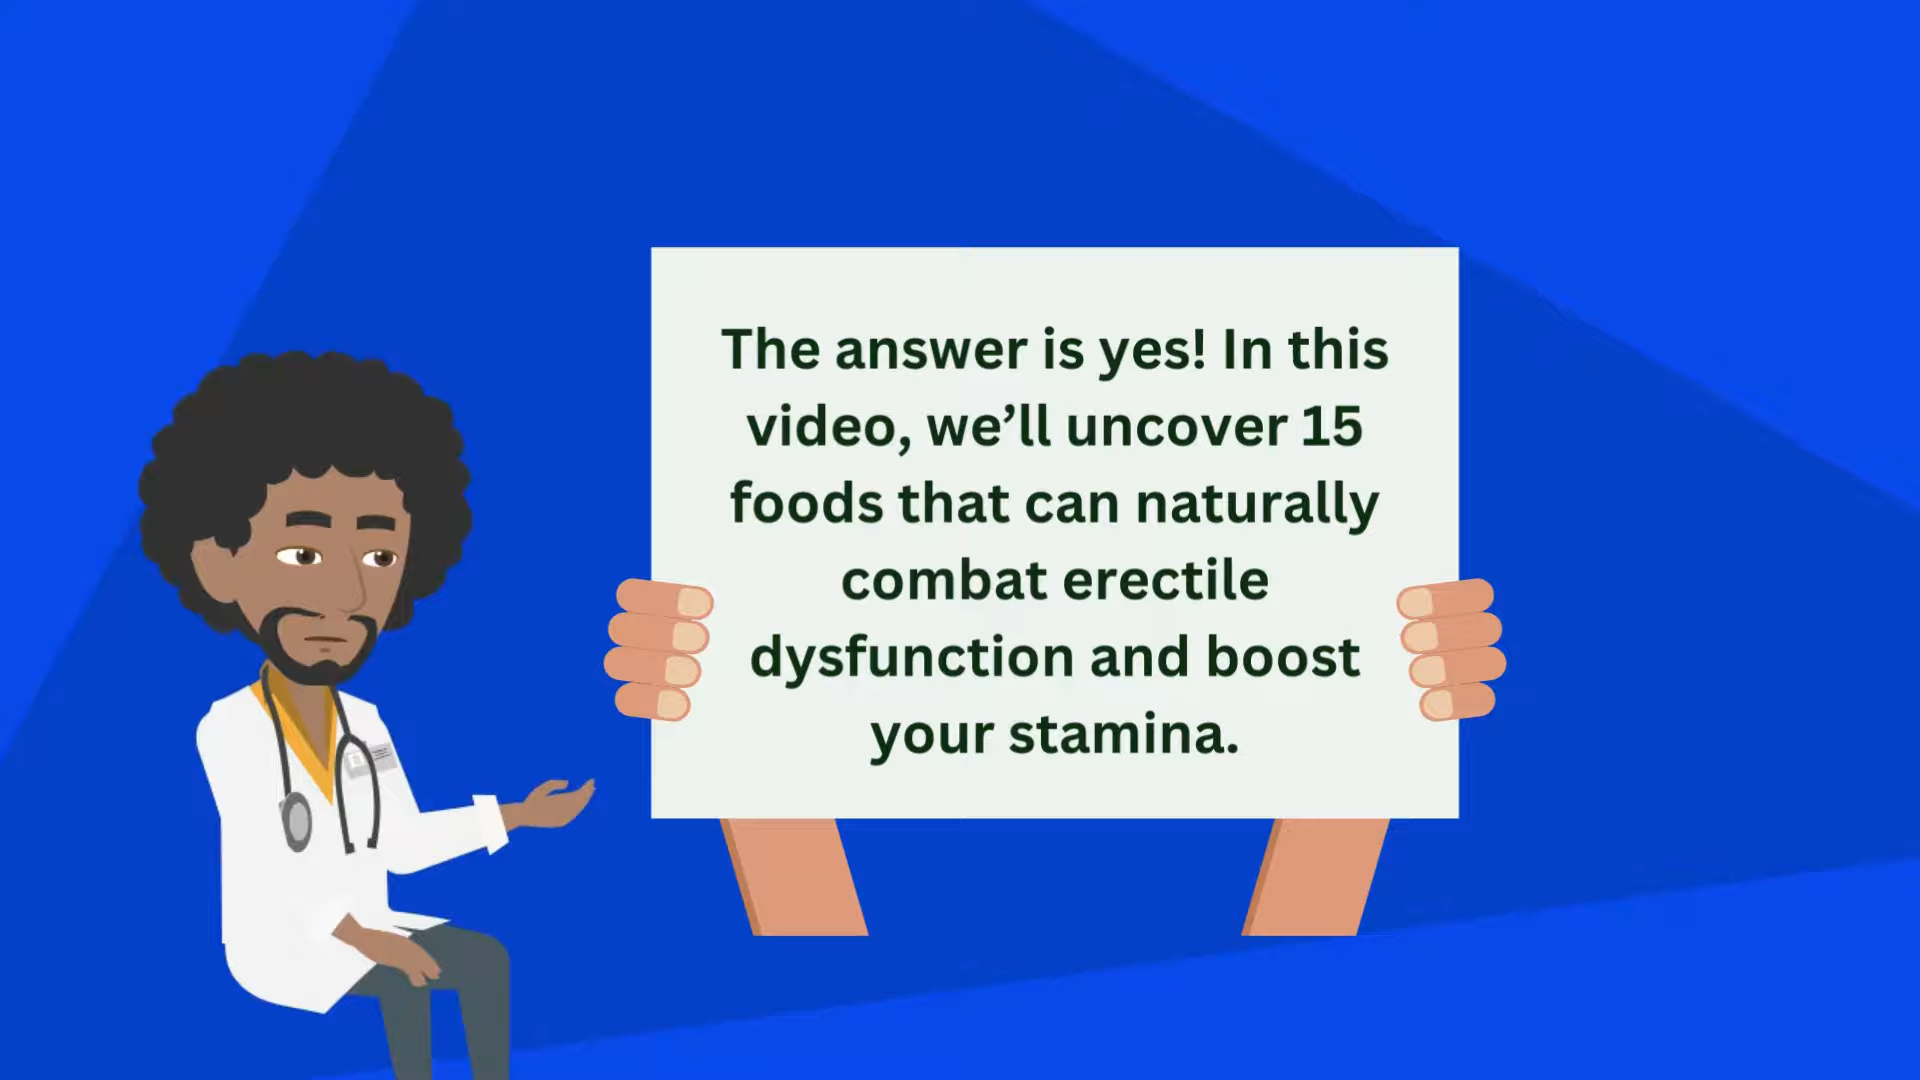 The answer is yes! In this
video, we’ll uncover 15
foods that can naturally
combat erectile
dysfunction and boost
your stamina.